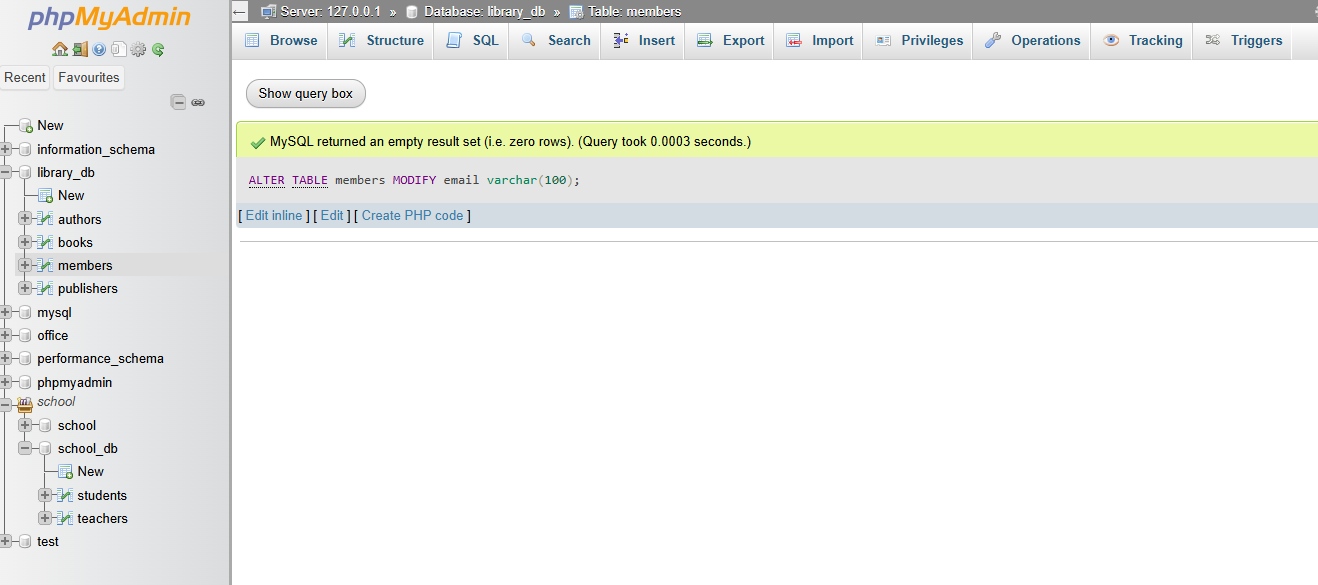 phpMyAdmin
Recent Favourites
New
information_schema
library_db
New
authors
books
members
publishers
mysql
office
performance_schema
phpmyadmin
school
school
school_db
New
students
teachers
test
← Server: 127.0.0.1 » Database: library_db » Table: members
Browse Structure SQL Search Insert Export Import Privileges Operations Tracking Triggers
Show query box
MySQL returned an empty result set (i.e. zero rows). (Query took 0.0003 seconds.)
ALTER TABLE members MODIFY email varchar(100);
[ Edit inline ] [ Edit ] [ Create PHP code ]